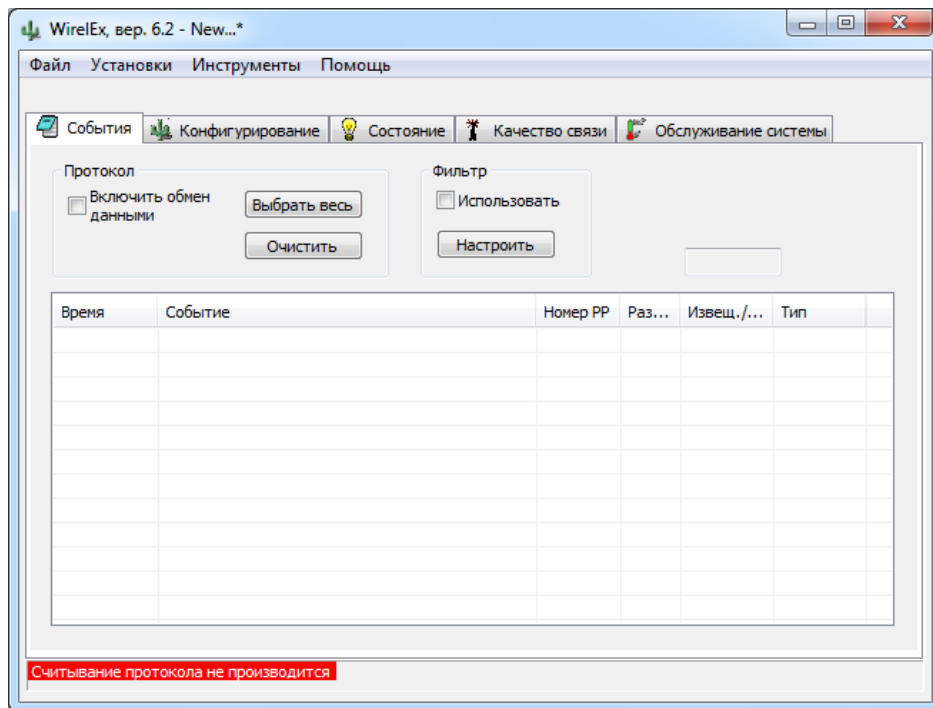 WirelEx, вер. 6.2 - New...*
Файл Установки Инструменты Помощь
События Конфигурирование Состояние Качество связи Обслуживание системы
Протокол Фильтр
Включить обмен данными Выбрать весь Использовать
Очистить Настроить
Время Событие Номер РР Раз... Извещ./... Тип
Считывание протокола не производится